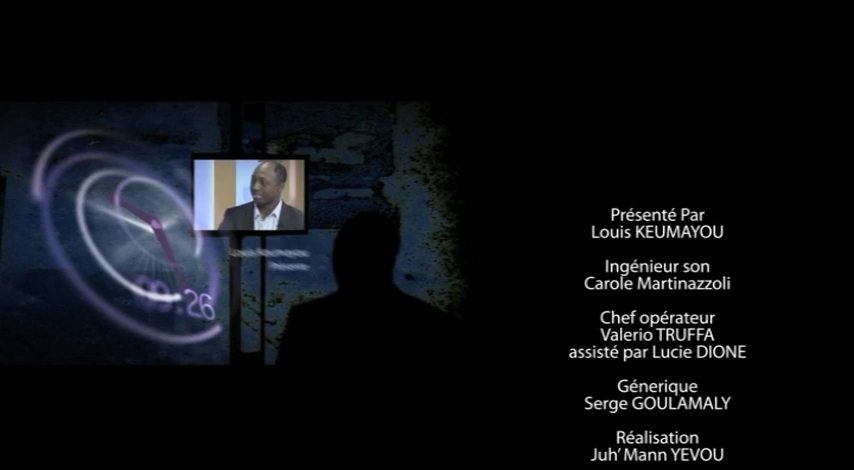 :26
Présenté Par
Louis KEUMAYOU
Ingénieur son
Carole Martinazzoli
Chef opérateur
Valerio TRUFFA
assisté par Lucie DIONE
Génerique
Serge GOULAMALY
Réalisation
Juh' Mann YEVOU